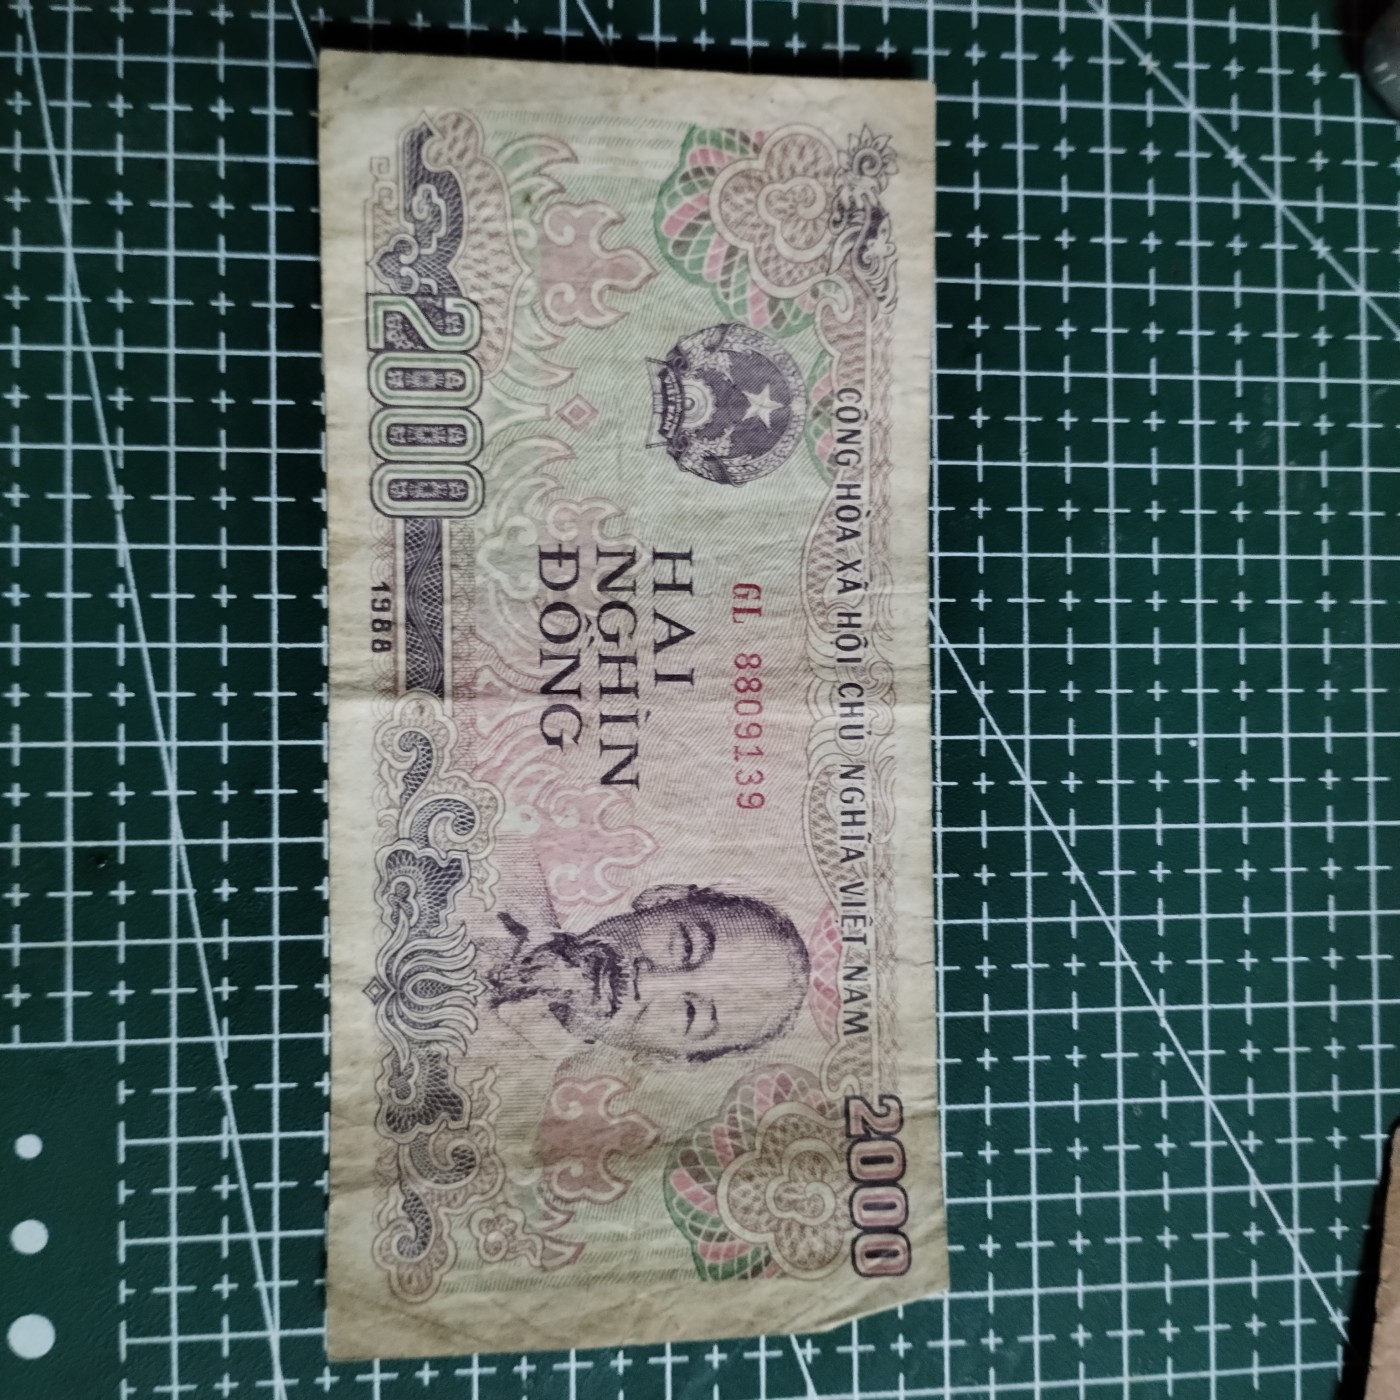 CỘNG HÒA XÃ HỘI CHỦ NGHĨA VIỆT NAM
2000
GL 8809139
HAI
NGHÌN
ĐỒNG
2000
1988